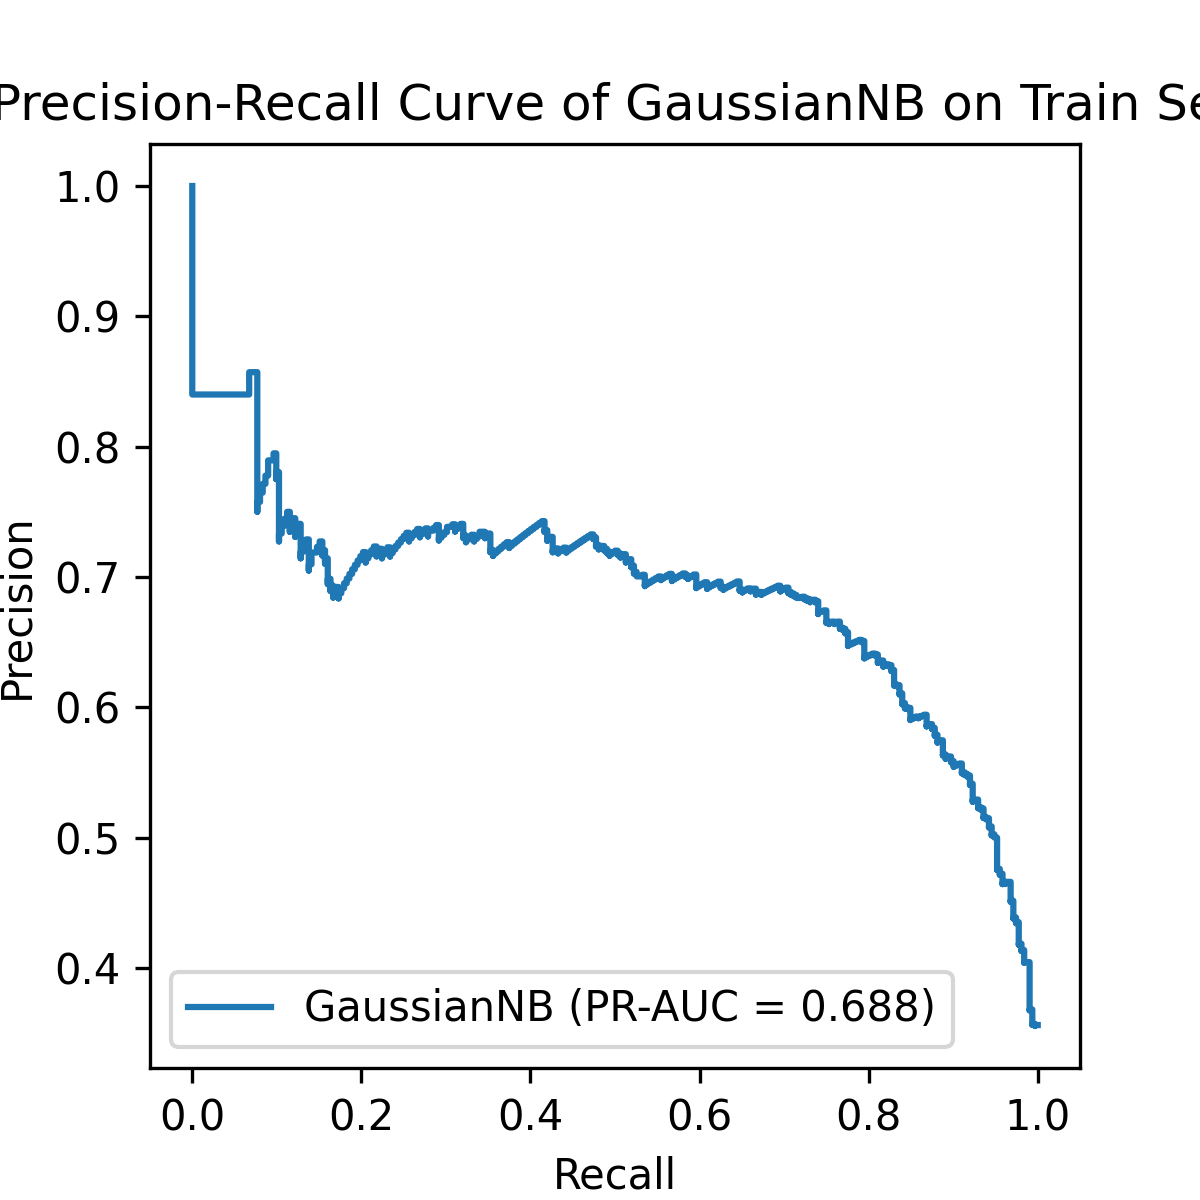 Precision-Recall Curve of GaussianNB on Train Se
1.0
0.9
0.8
0.7
0.6
0.5
0.4
Precision
GaussianNB (PR-AUC = 0.688)
0.0 0.2 0.4 0.6 0.8 1.0
Recall